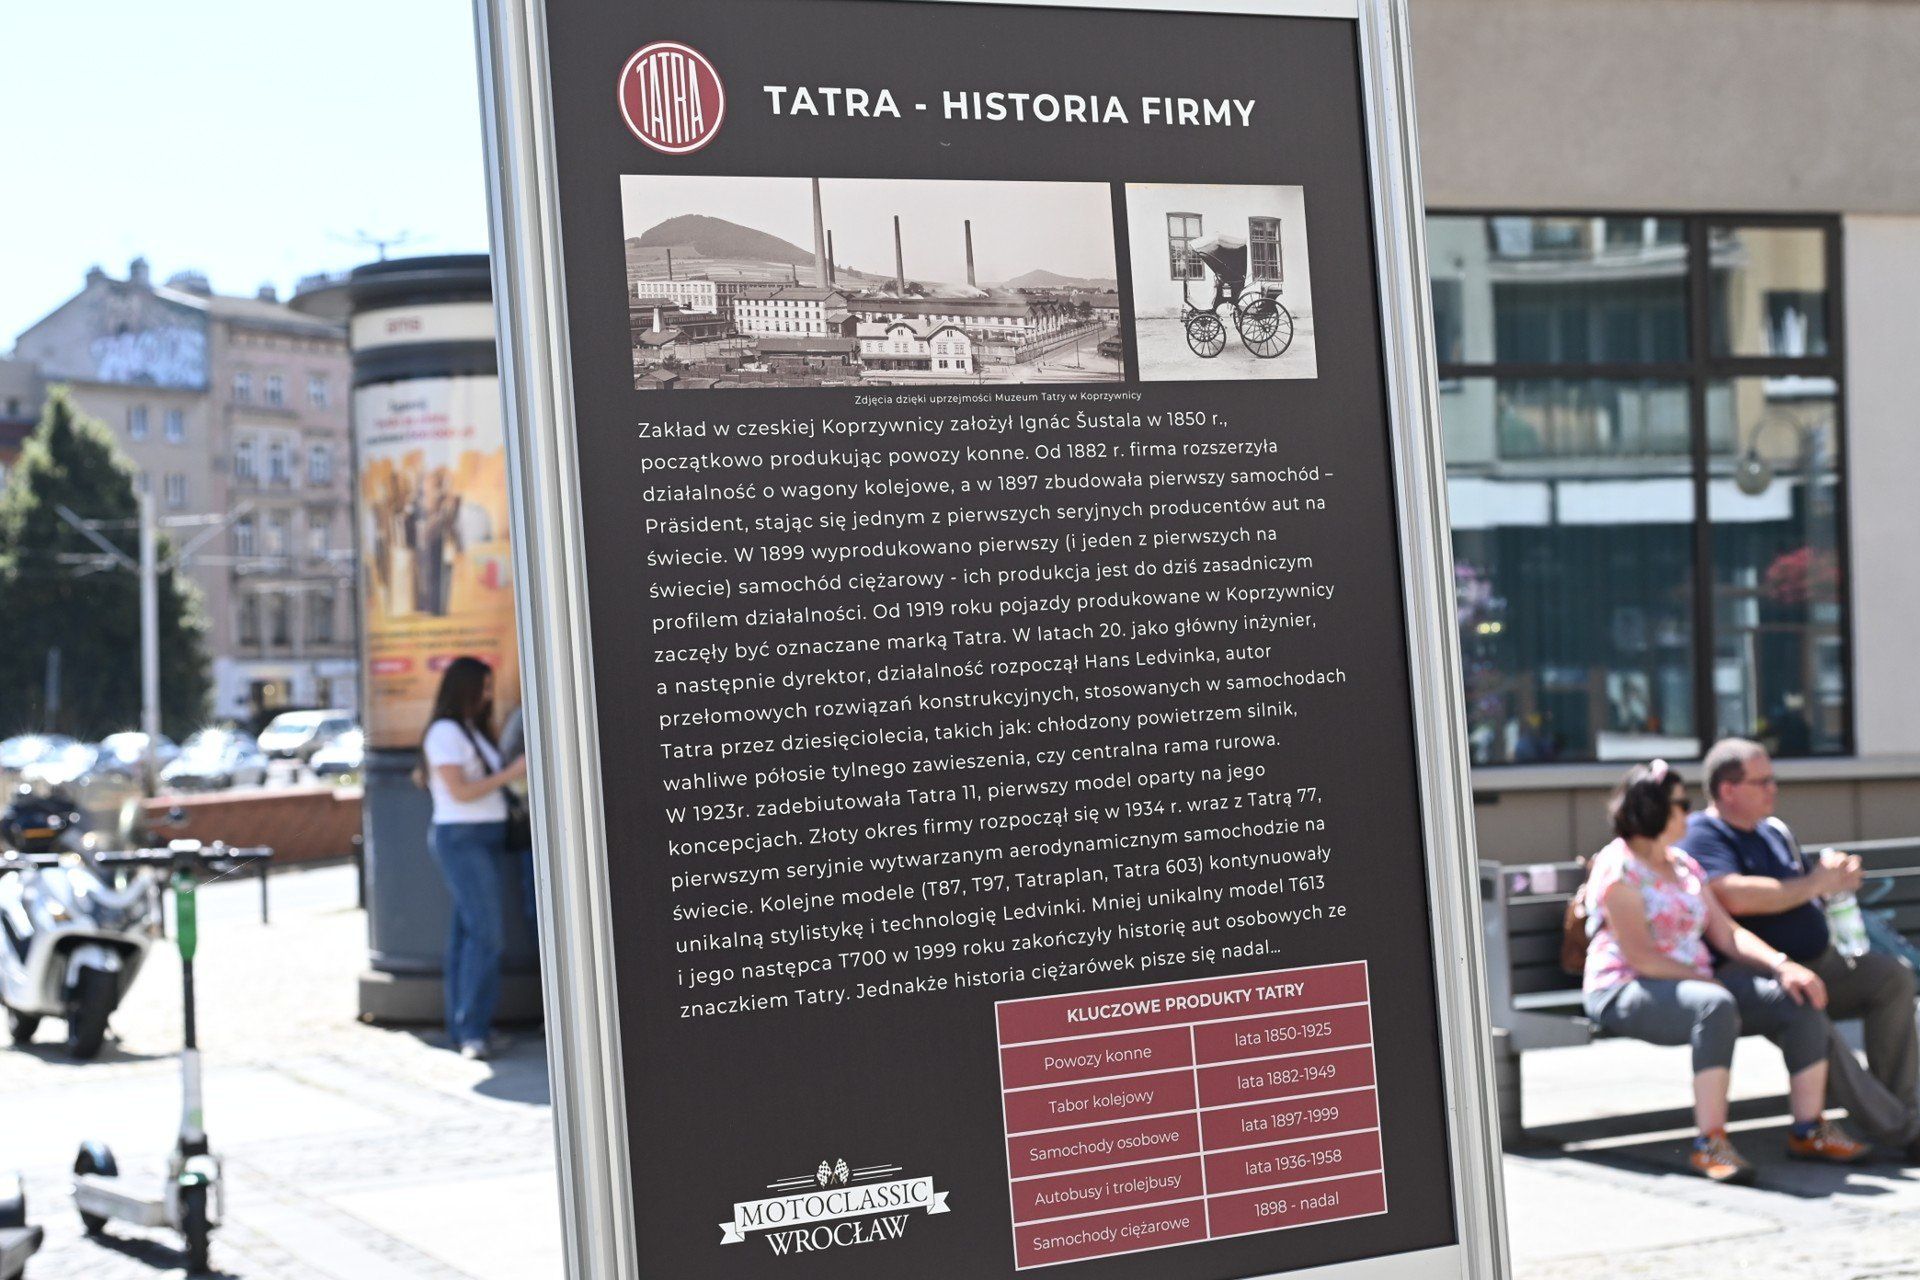 TATRA
TATRA - HISTORIA FIRMY
Zdjęcia dzięki uprzejmości Muzeum Tatry w Koprzywnicy
Zakład w czeskiej Koprzywnicy założył Ignác Šustala w 1850 r.,
początkowo produkując powozy konne. Od 1882 r. firma rozszerzyła
działalność o wagony kolejowe, a w 1897 zbudowała pierwszy samochód –
Präsident, stając się jednym z pierwszych seryjnych producentów aut na
świecie. W 1899 wyprodukowano pierwszy (i jeden z pierwszych na
świecie) samochód ciężarowy - ich produkcja jest do dziś zasadniczym
profilem działalności. Od 1919 roku pojazdy produkowane w Koprzywnicy
zaczęły być oznaczane marką Tatra. W latach 20. jako główny inżynier,
a następnie dyrektor, działalność rozpoczął Hans Ledvinka, autor
przełomowych rozwiązań konstrukcyjnych, stosowanych w samochodach
Tatra przez dziesięciolecia, takich jak: chłodzony powietrzem silnik,
wahliwe półosie tylnego zawieszenia, czy centralna rama rurowa.
W 1923r. zadebiutowała Tatra 11, pierwszy model oparty na jego
koncepcjach. Złoty okres firmy rozpoczął się w 1934 r. wraz z Tatrą 77,
pierwszym seryjnie wytwarzanym aerodynamicznym samochodzie na
świecie. Kolejne modele (T87, T97, Tatraplan, Tatra 603) kontynuowały
unikalną stylistykę i technologię Ledvinki. Mniej unikalny model T613
i jego następca T700 w 1999 roku zakończyły historię aut osobowych ze
znaczkiem Tatry. Jednakże historia ciężarówek pisze się nadal...
KLUCZOWE PRODUKTY TATRY
Powozy konne lata 1850-1925
Tabor kolejowy lata 1882-1949
Samochody osobowe lata 1897-1999
Autobusy i trolejbusy lata 1936-1958
Samochody ciężarowe 1898 - nadal
MOTOCLASSIC
WROCŁAW